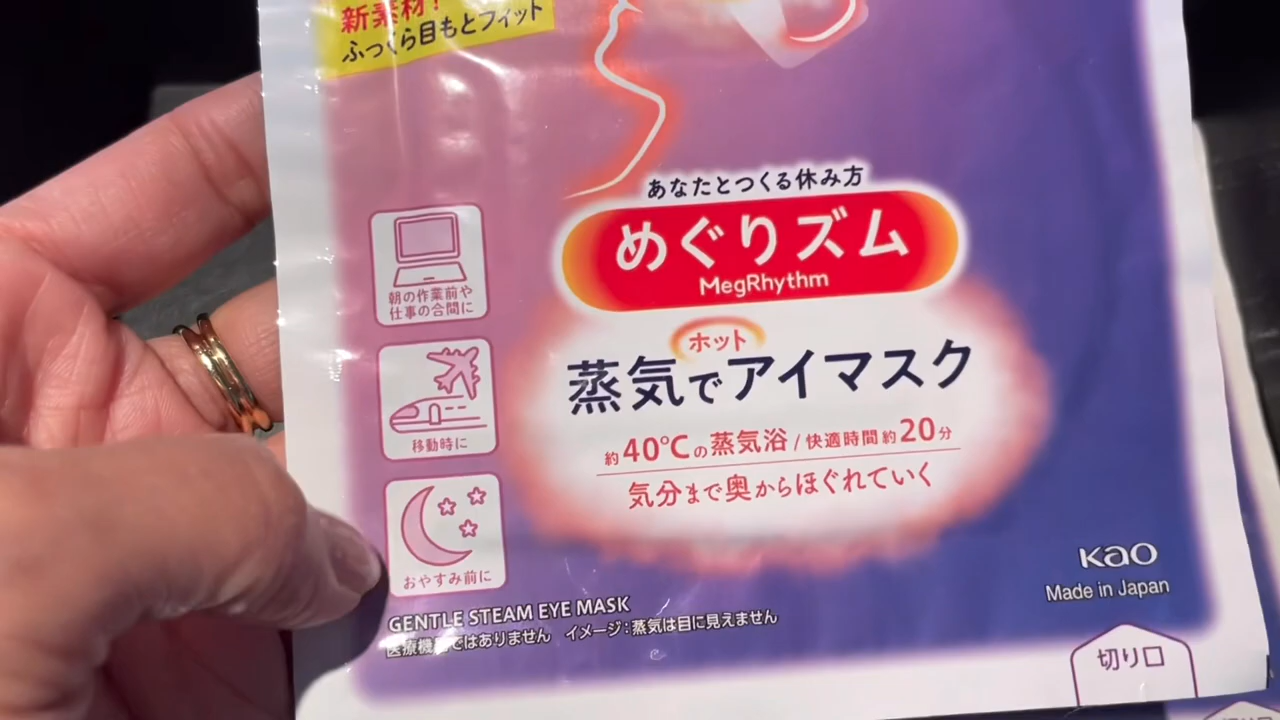 新素材!
ふっくら目もとフィット
あなたとつくる休み方
めぐりズム
MegRhythm
ホット
蒸気でアイマスク
約40℃の蒸気浴/快適時間約20分
気分まで奥からほぐれていく
朝の作業前や
仕事の合間に
移動時に
おやすみ前に
GENTLE STEAM EYE MASK
医療機器ではありません イメージ:蒸気は目に見えません
Kao
Made in Japan
切り口